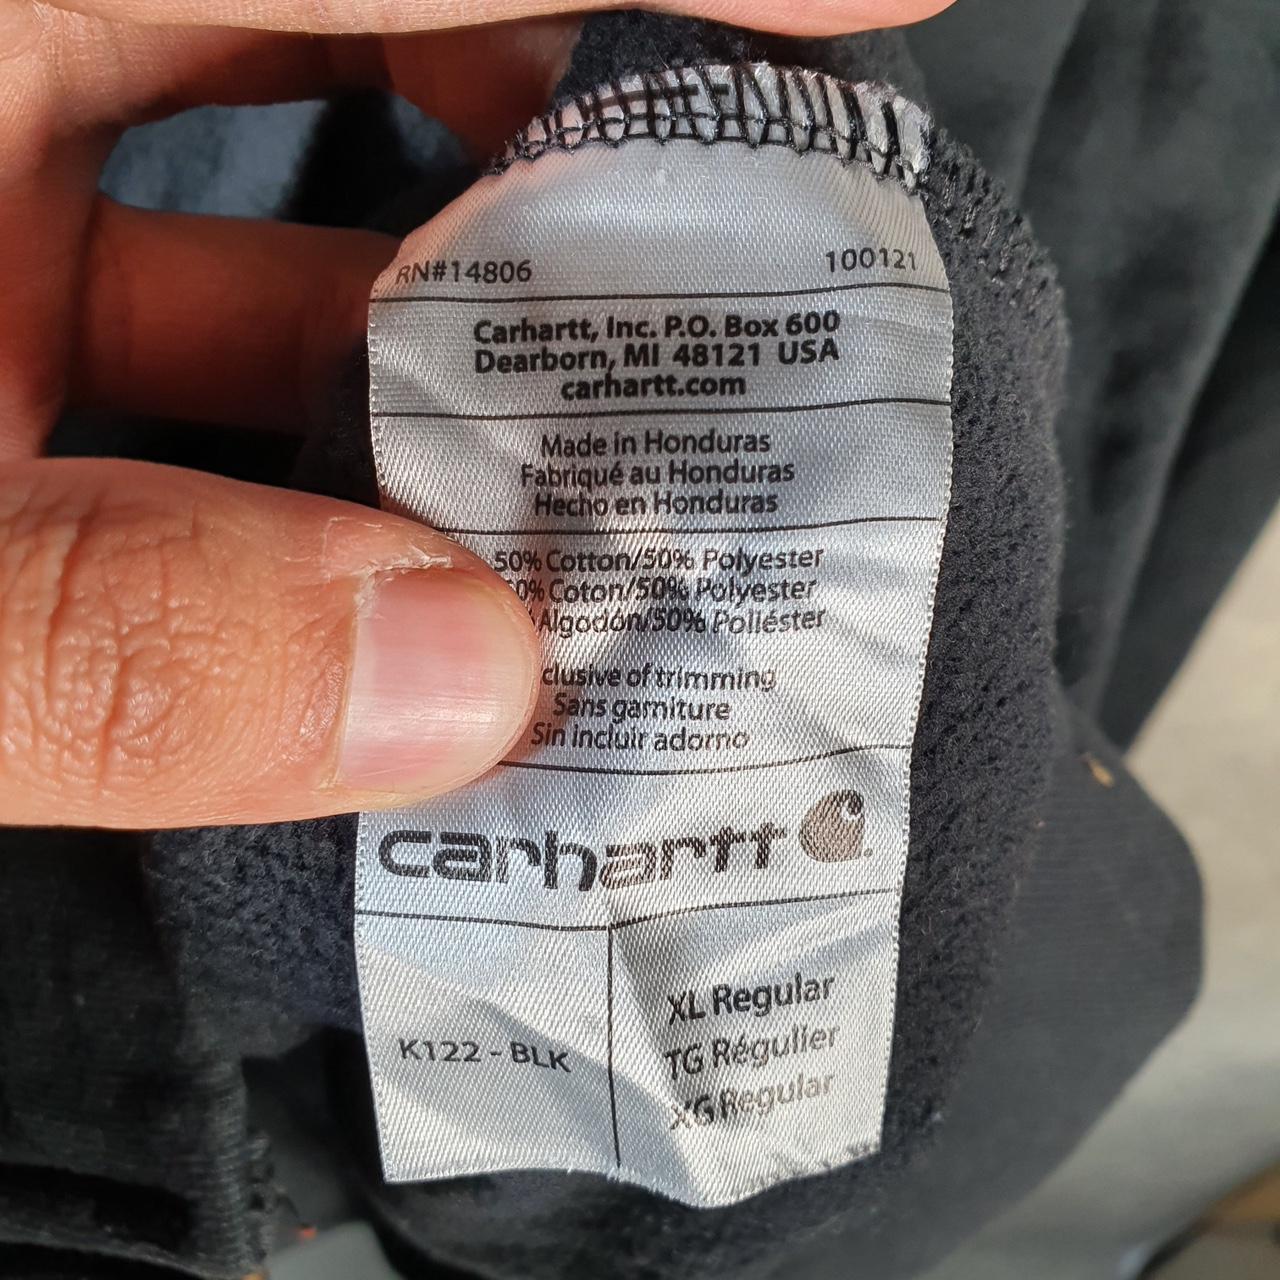 RN#14806 100121
Carhartt, Inc. P.O. Box 600
Dearborn, MI 48121 USA
carhartt.com
Made in Honduras
Fabriqué au Honduras
Hecho en Honduras
50% Cotton/50% Polyester
0% Coton/50% Polyester
Algodón/50% Poliéster
clusive of trimming
Sans garniture
Sin incluir adorno
carhartt
K122 - BLK
XL Regular
TG Régulier
XG Regular